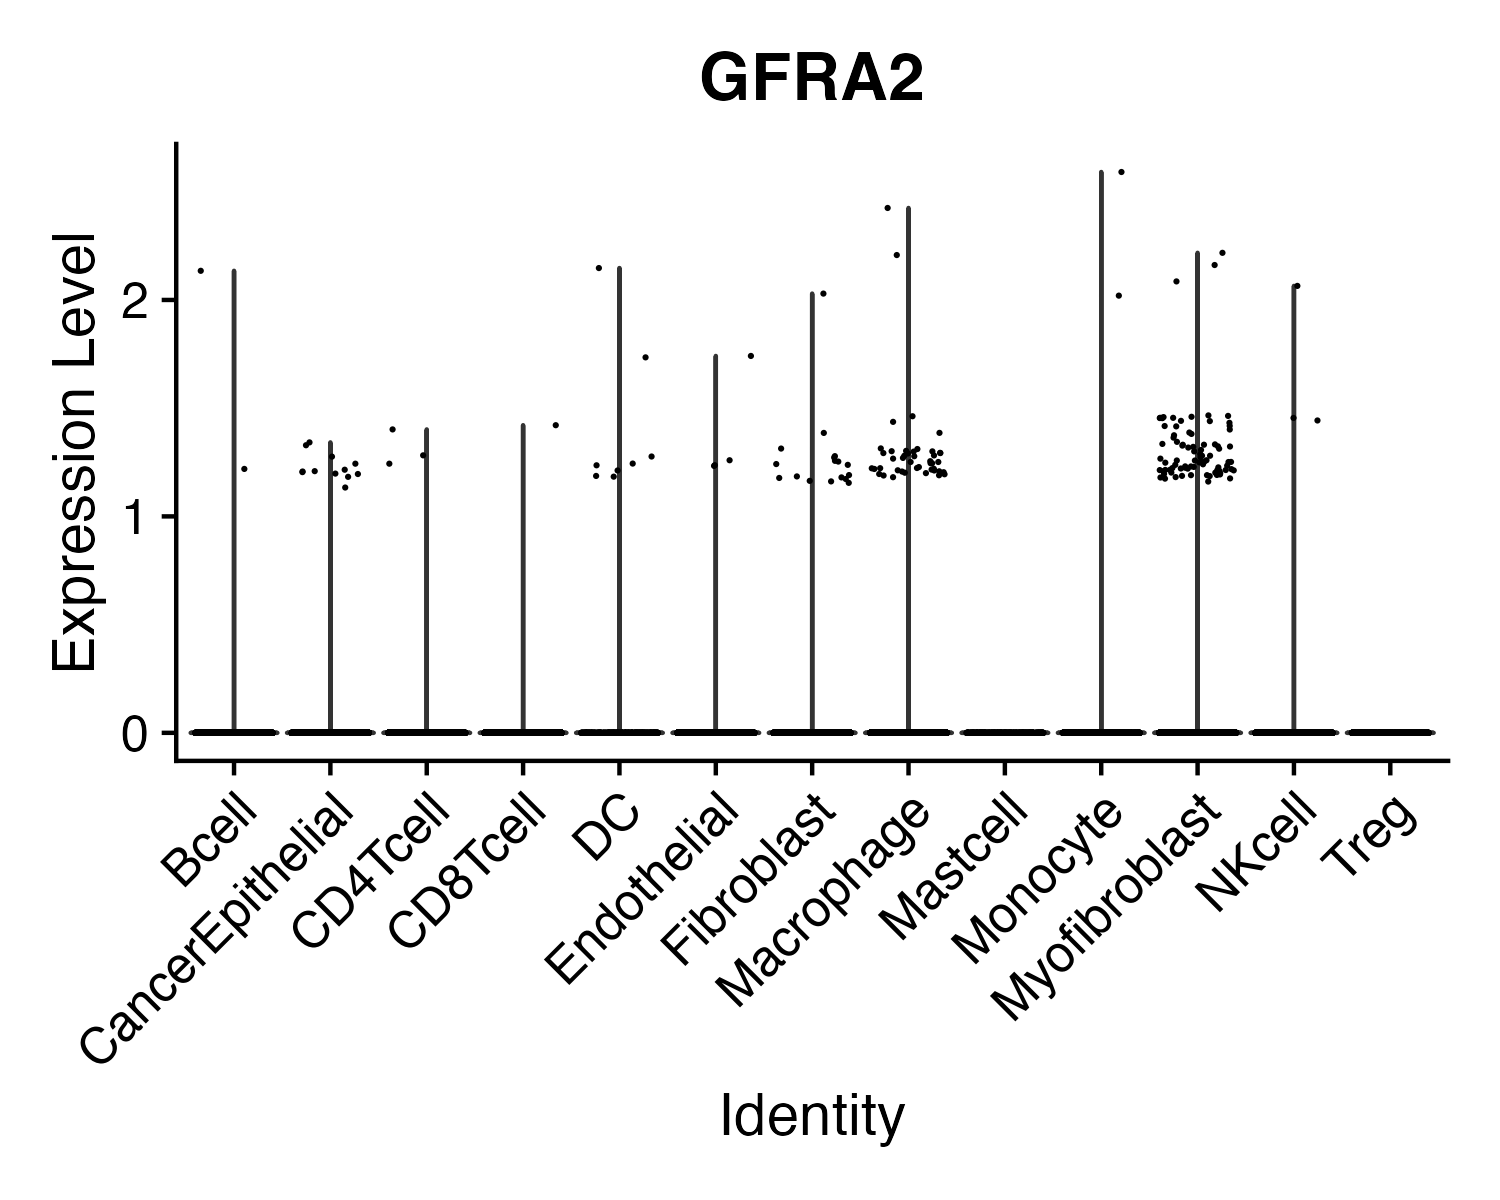 GFRA2
Expression Level
2
1
0
Bcell
CancerEpithelial
CD4Tcell
CD8Tcell
DC
Endothelial
Fibroblast
Macrophage
Mastcell
Monocyte
Myofibroblast
NKcell
Treg
Identity